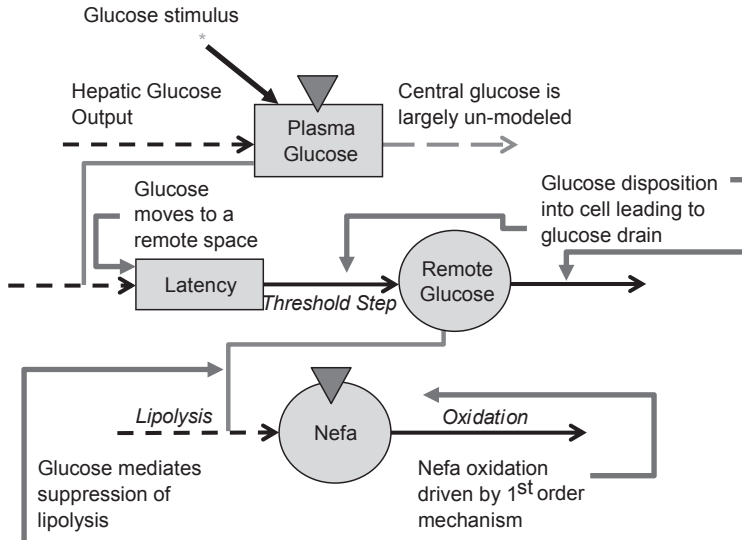 Glucose stimulus
*
Hepatic Glucose
Output
Plasma
Glucose
Central glucose is
largely un-modeled
Glucose
moves to a
remote space
Glucose disposition
into cell leading to
glucose drain
Latency
Threshold Step
Remote
Glucose
Lipolysis
Nefa
Oxidation
Glucose mediates
suppression of
lipolysis
Nefa oxidation
driven by 1st order
mechanism